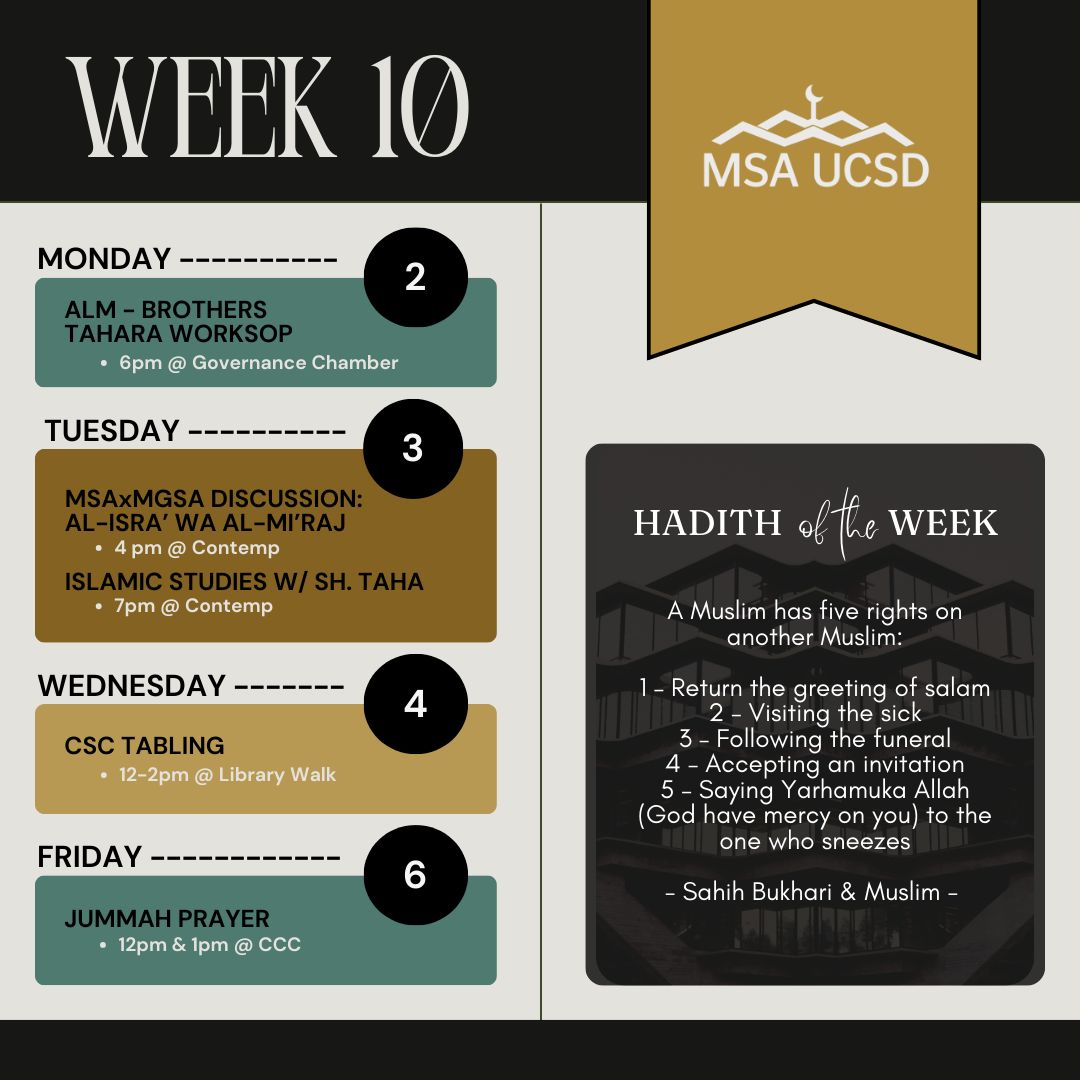 WEEK 10
MSA UCSD
MONDAY ----------
2
ALM - BROTHERS
TAHARA WORKSOP
• 6pm @ Governance Chamber
TUESDAY ----------
3
MSAxMGSA DISCUSSION:
AL-ISRA' WA AL-MI'RAJ
• 4 pm @ Contemp
ISLAMIC STUDIES W/ SH. TAHA
• 7pm @ Contemp
WEDNESDAY -------
4
CSC TABLING
• 12-2pm @ Library Walk
FRIDAY ------------
6
JUMMAH PRAYER
• 12pm & 1pm @ CCC
HADITH of the WEEK
A Muslim has five rights on
another Muslim:
1 - Return the greeting of salam
2 - Visiting the sick
3 - Following the funeral
4 - Accepting an invitation
5 - Saying Yarhamuka Allah
(God have mercy on you) to the
one who sneezes
- Sahih Bukhari & Muslim -